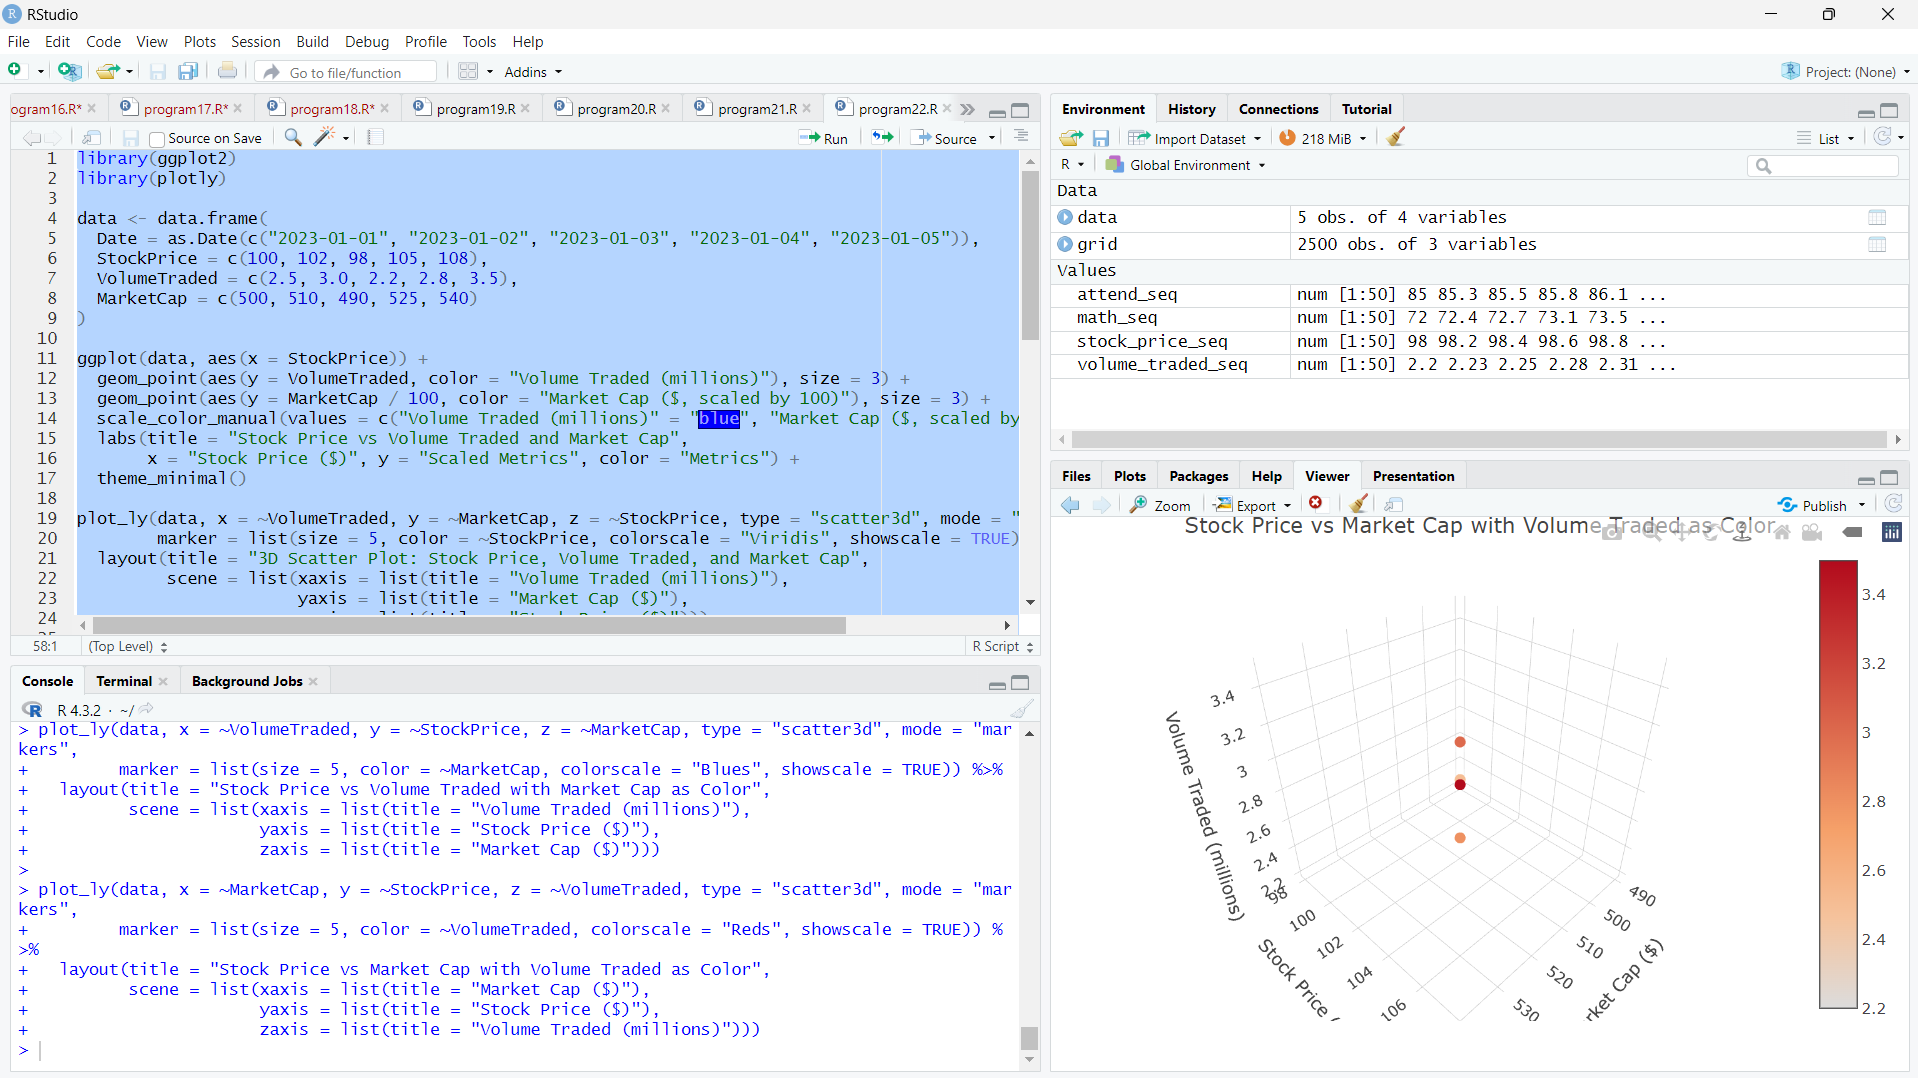 RStudio
File Edit Code View Plots Session Build Debug Profile Tools Help
Go to file/function Addins Project: (None)
ogram16.R* program17.R* program18.R* program19.R program20.R program21.R program22.R
Source on Save Run Source
1 library(ggplot2)
2 library(plotly)
3
4 data <- data.frame(
5 Date = as.Date(c("2023-01-01", "2023-01-02", "2023-01-03", "2023-01-04", "2023-01-05")),
6 StockPrice = c(100, 102, 98, 105, 108),
7 VolumeTraded = c(2.5, 3.0, 2.2, 2.8, 3.5),
8 MarketCap = c(500, 510, 490, 525, 540)
9 )
10
11 ggplot(data, aes(x = StockPrice)) +
12 geom_point(aes(y = VolumeTraded, color = "Volume Traded (millions)"), size = 3) +
13 geom_point(aes(y = MarketCap / 100, color = "Market Cap ($, scaled by 100)"), size = 3) +
14 scale_color_manual(values = c("Volume Traded (millions)" = "blue", "Market Cap ($, scaled by
15 labs(title = "Stock Price vs Volume Traded and Market Cap",
16 x = "Stock Price ($)", y = "Scaled Metrics", color = "Metrics") +
17 theme_minimal()
18
19 plot_ly(data, x = ~VolumeTraded, y = ~MarketCap, z = ~StockPrice, type = "scatter3d", mode = "
20 marker = list(size = 5, color = ~StockPrice, colorscale = "Viridis", showscale = TRUE)
21 layout(title = "3D Scatter Plot: Stock Price, Volume Traded, and Market Cap",
22 scene = list(xaxis = list(title = "Volume Traded (millions)"),
23 yaxis = list(title = "Market Cap ($)"),
24
58:1 (Top Level) R Script
Console Terminal Background Jobs
R 4.3.2 · ~/
> plot_ly(data, x = ~VolumeTraded, y = ~StockPrice, z = ~MarketCap, type = "scatter3d", mode = "mar
kers",
+ marker = list(size = 5, color = ~MarketCap, colorscale = "Blues", showscale = TRUE)) %>%
+ layout(title = "Stock Price vs Volume Traded with Market Cap as Color",
+ scene = list(xaxis = list(title = "Volume Traded (millions)"),
+ yaxis = list(title = "Stock Price ($)"),
+ zaxis = list(title = "Market Cap ($)")))
>
> plot_ly(data, x = ~MarketCap, y = ~StockPrice, z = ~VolumeTraded, type = "scatter3d", mode = "mar
kers",
+ marker = list(size = 5, color = ~VolumeTraded, colorscale = "Reds", showscale = TRUE)) %
>%
+ layout(title = "Stock Price vs Market Cap with Volume Traded as Color",
+ scene = list(xaxis = list(title = "Market Cap ($)"),
+ yaxis = list(title = "Stock Price ($)"),
+ zaxis = list(title = "Volume Traded (millions)")))
>
Environment History Connections Tutorial
Import Dataset 218 MiB List
R Global Environment
Data
data 5 obs. of 4 variables
grid 2500 obs. of 3 variables
Values
attend_seq num [1:50] 85 85.3 85.5 85.8 86.1 ...
math_seq num [1:50] 72 72.4 72.7 73.1 73.5 ...
stock_price_seq num [1:50] 98 98.2 98.4 98.6 98.8 ...
volume_traded_seq num [1:50] 2.2 2.23 2.25 2.28 2.31 ...
Files Plots Packages Help Viewer Presentation
Zoom Export Publish
Stock Price vs Market Cap with Volume Traded as Color
Volume Traded (millions)
3.4
3.2
3
2.8
2.6
2.4
2.2
98
100
102
104
106
Stock Price (
490
500
510
520
530
rket Cap ($)
3.4
3.2
3
2.8
2.6
2.4
2.2